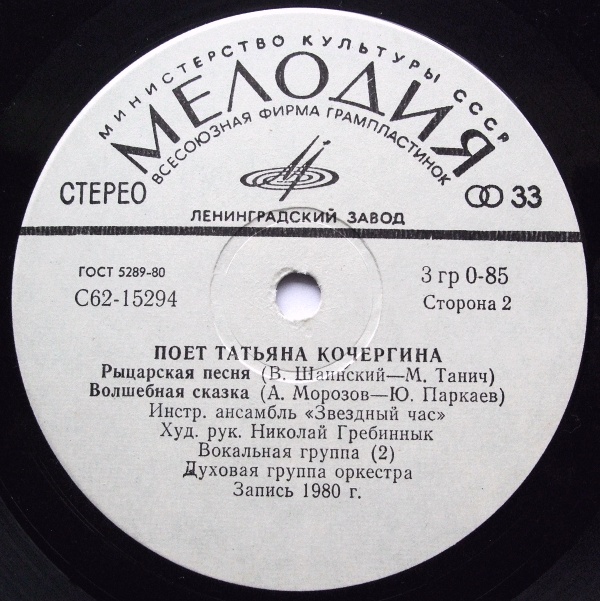 МИНИСТЕРСТВО КУЛЬТУРЫ СССР
МЕЛОДИЯ
ВСЕСОЮЗНАЯ ФИРМА ГРАМПЛАСТИНОК
СТЕРЕО
33
ЛЕНИНГРАДСКИЙ ЗАВОД
ГОСТ 5289-80
3 гр 0-85
С62-15294
Сторона 2
ПОЕТ ТАТЬЯНА КОЧЕРГИНА
Рыцарская песня (В. Шаинский—М. Танич)
Волшебная сказка (А. Морозов—Ю. Паркаев)
Инстр. ансамбль «Звездный час»
Худ. рук. Николай Гребиннык
Вокальная группа (2)
Духовая группа оркестра
Запись 1980 г.